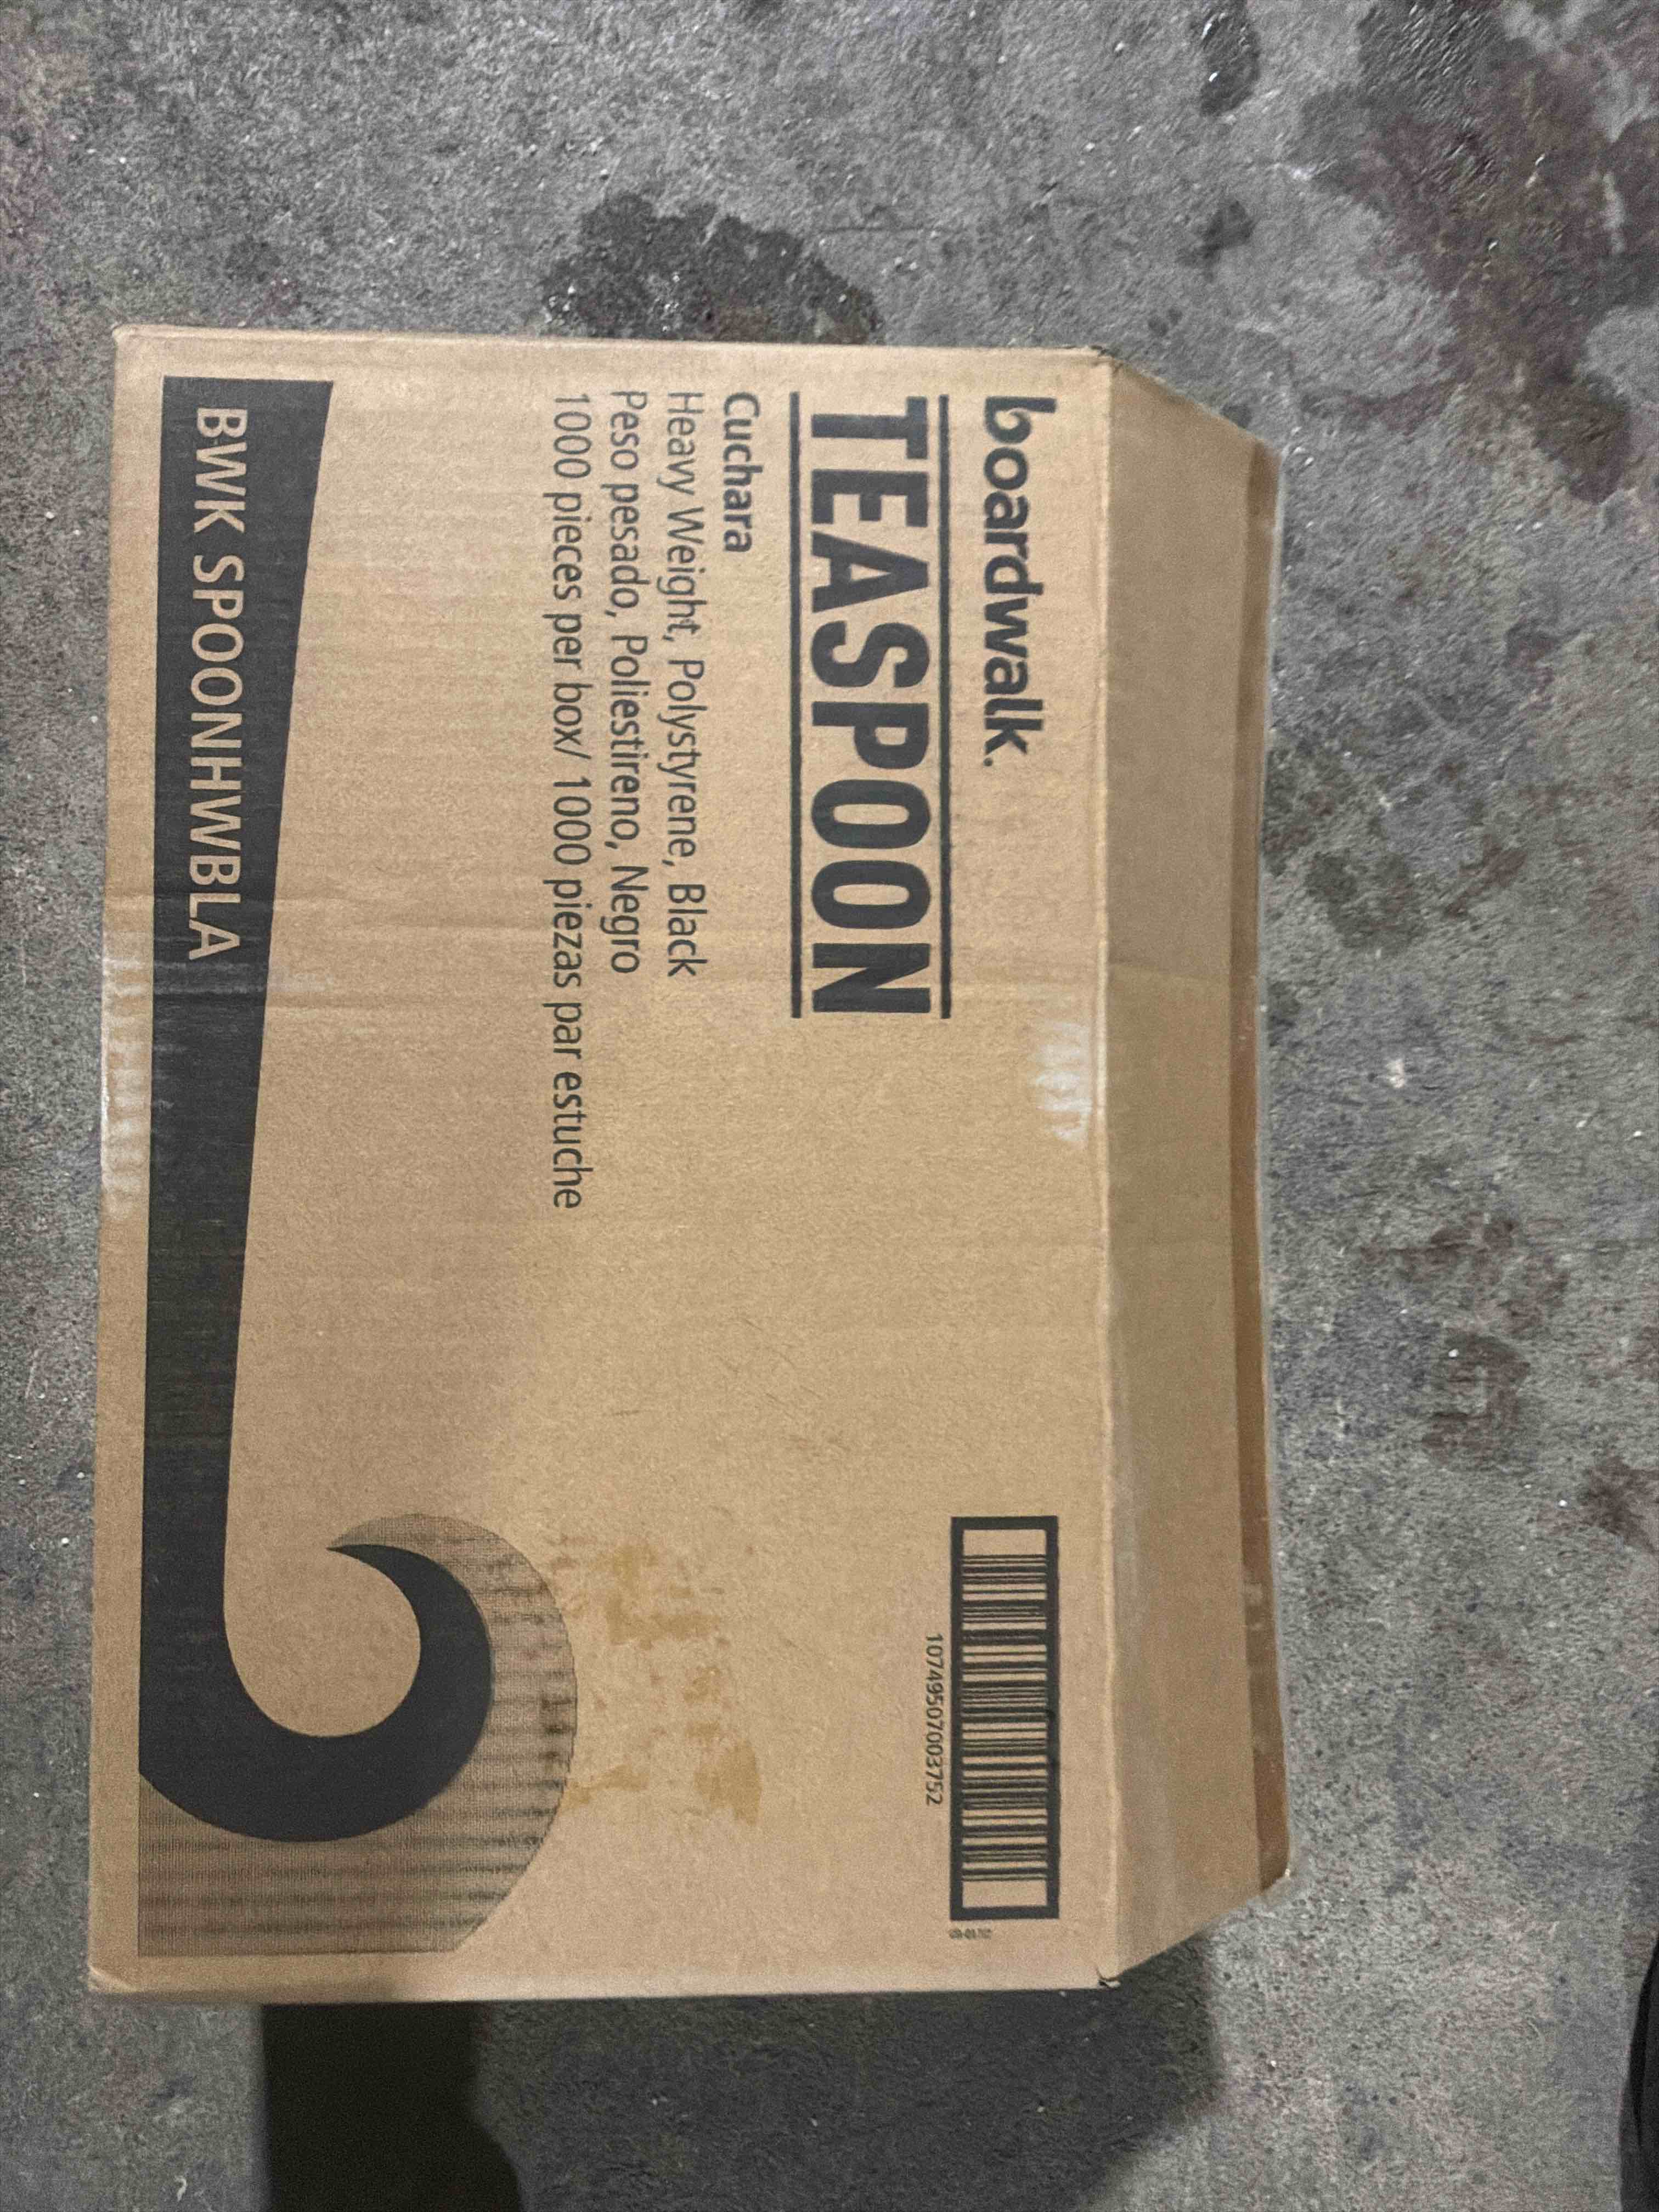 boardwalk.
TEASPOON
Cuchara
Heavy Weight, Polystyrene, Black
Peso pesado, Poliestireno, Negro
1000 pieces per box/ 1000 piezas par estuche
10749507003752
BWK SPOONHWBLA